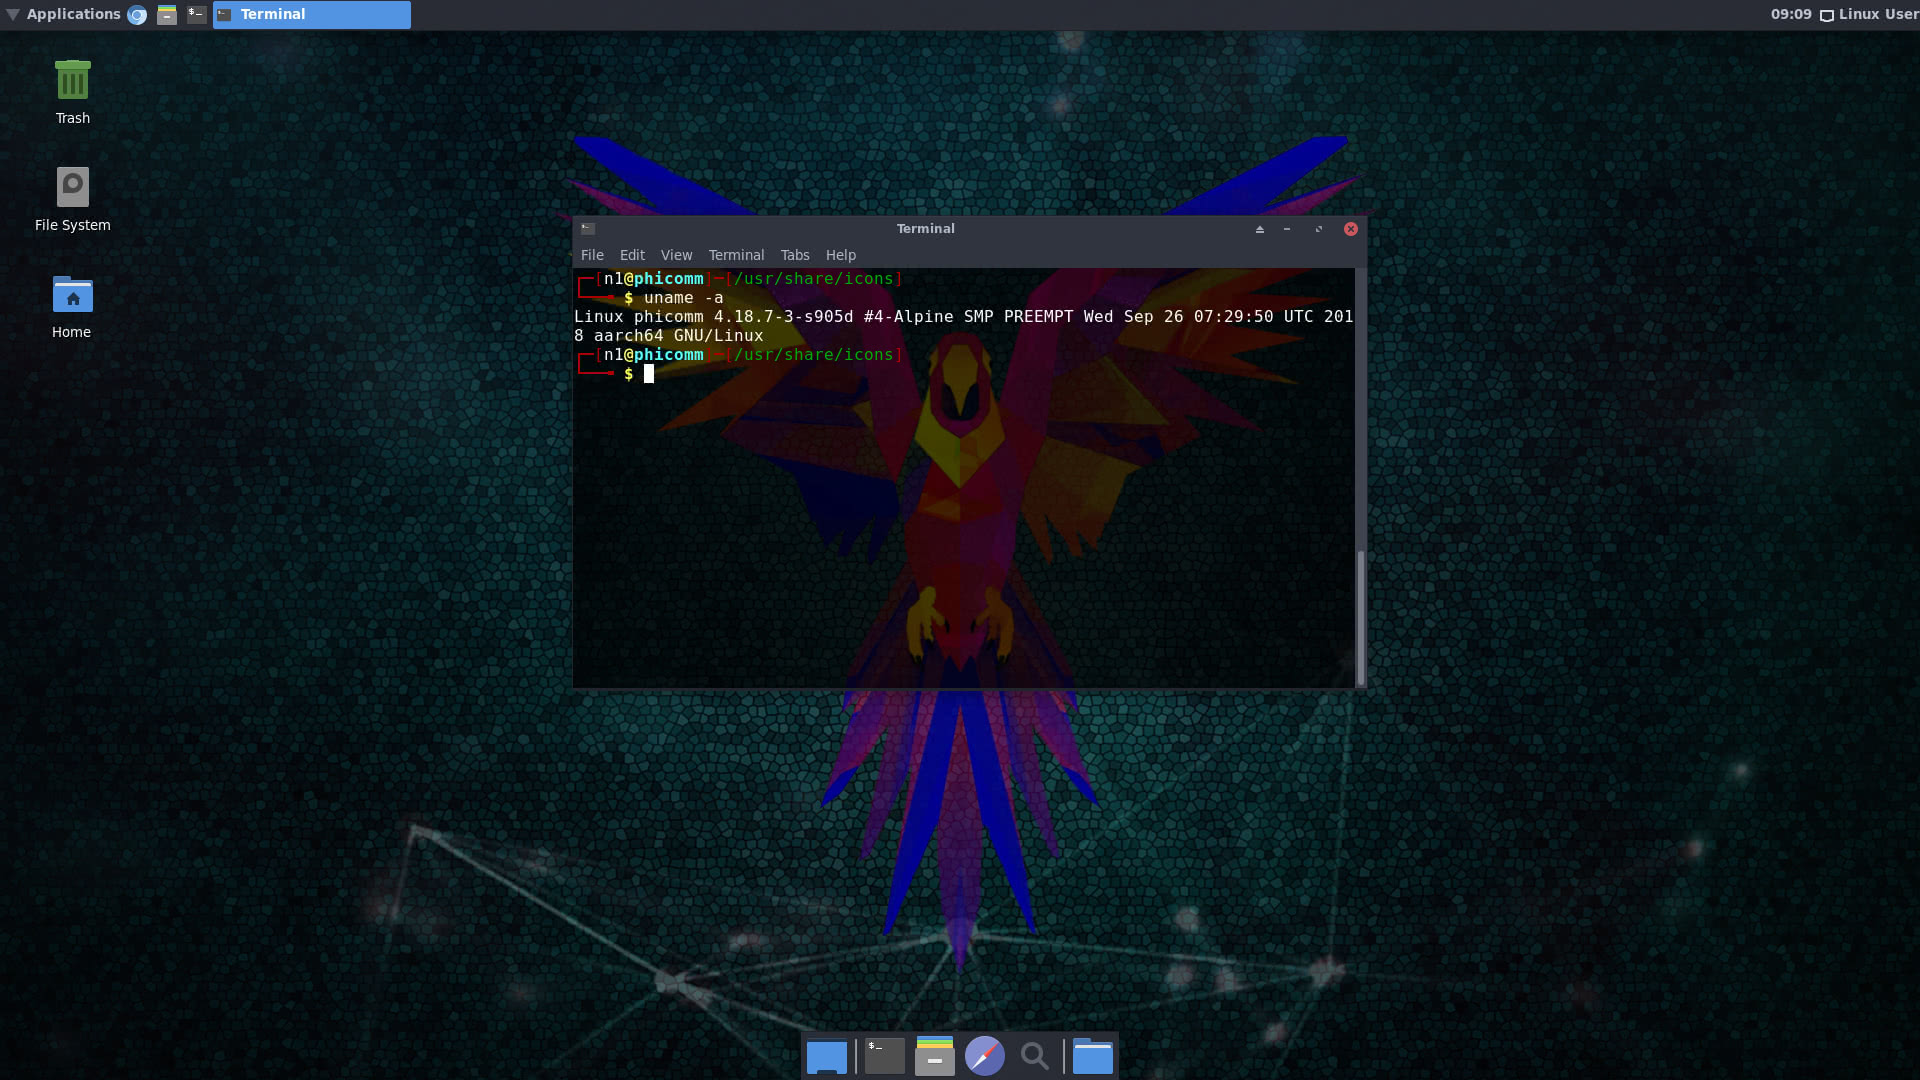 Applications
$_
Terminal
09:09
Linux User
Trash
File System
Home
Terminal
File Edit View Terminal Tabs Help
┌─[n1@phicomm]─[/usr/share/icons]
└──╼ $ uname -a
Linux phicomm 4.18.7-3-s905d #4-Alpine SMP PREEMPT Wed Sep 26 07:29:50 UTC 201
8 aarch64 GNU/Linux
┌─[n1@phicomm]─[/usr/share/icons]
└──╼ $
$_